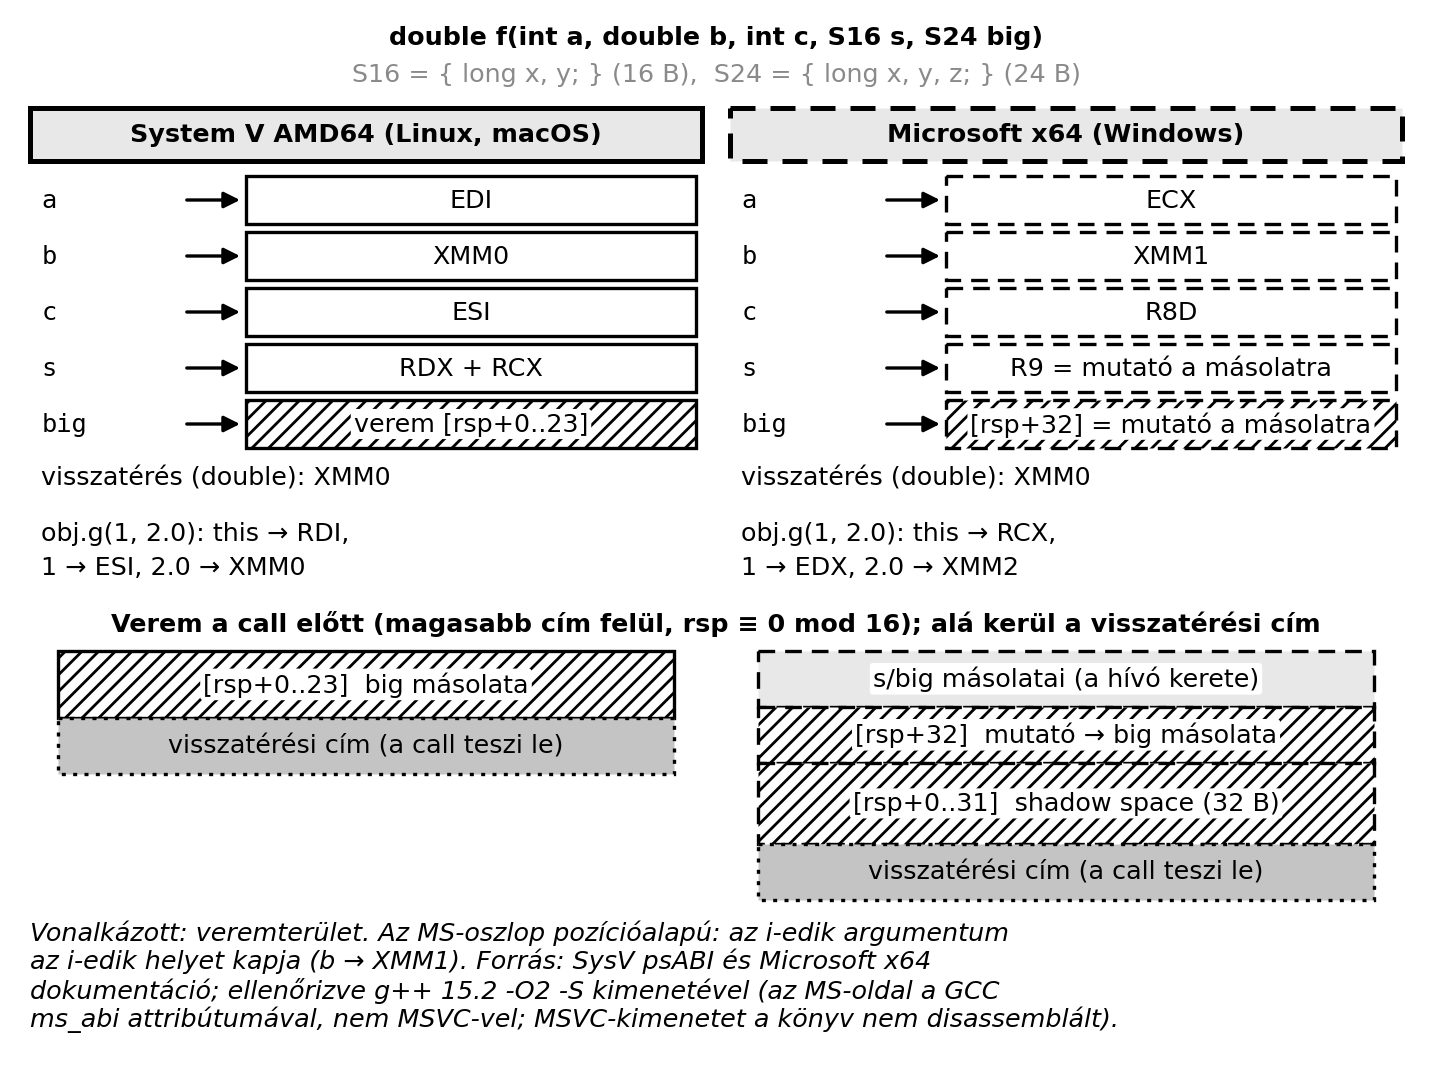 double f(int a, double b, int c, S16 s, S24 big)
S16 = { long x, y; } (16 B),  S24 = { long x, y, z; } (24 B)
System V AMD64 (Linux, macOS)
a
EDI
b
XMM0
c
ESI
s
RDX + RCX
big
verem [rsp+0..23]
visszatérés (double): XMM0
obj.g(1, 2.0): this → RDI,
1 → ESI, 2.0 → XMM0
Microsoft x64 (Windows)
a
ECX
b
XMM1
c
R8D
s
R9 = mutató a másolatra
big
[rsp+32] = mutató a másolatra
visszatérés (double): XMM0
obj.g(1, 2.0): this → RCX,
1 → EDX, 2.0 → XMM2
Verem a call előtt (magasabb cím felül, rsp ≡ 0 mod 16); alá kerül a visszatérési cím
[rsp+0..23]  big másolata
visszatérési cím (a call teszi le)
s/big másolatai (a hívó kerete)
[rsp+32]  mutató → big másolata
[rsp+0..31]  shadow space (32 B)
visszatérési cím (a call teszi le)
Vonalkázott: veremterület. Az MS-oszlop pozícióalapú: az i-edik argumentum
az i-edik helyet kapja (b → XMM1). Forrás: SysV psABI és Microsoft x64
dokumentáció; ellenőrizve g++ 15.2 -O2 -S kimenetével (az MS-oldal a GCC
ms_abi attribútumával, nem MSVC-vel; MSVC-kimenetet a könyv nem disassemblált).